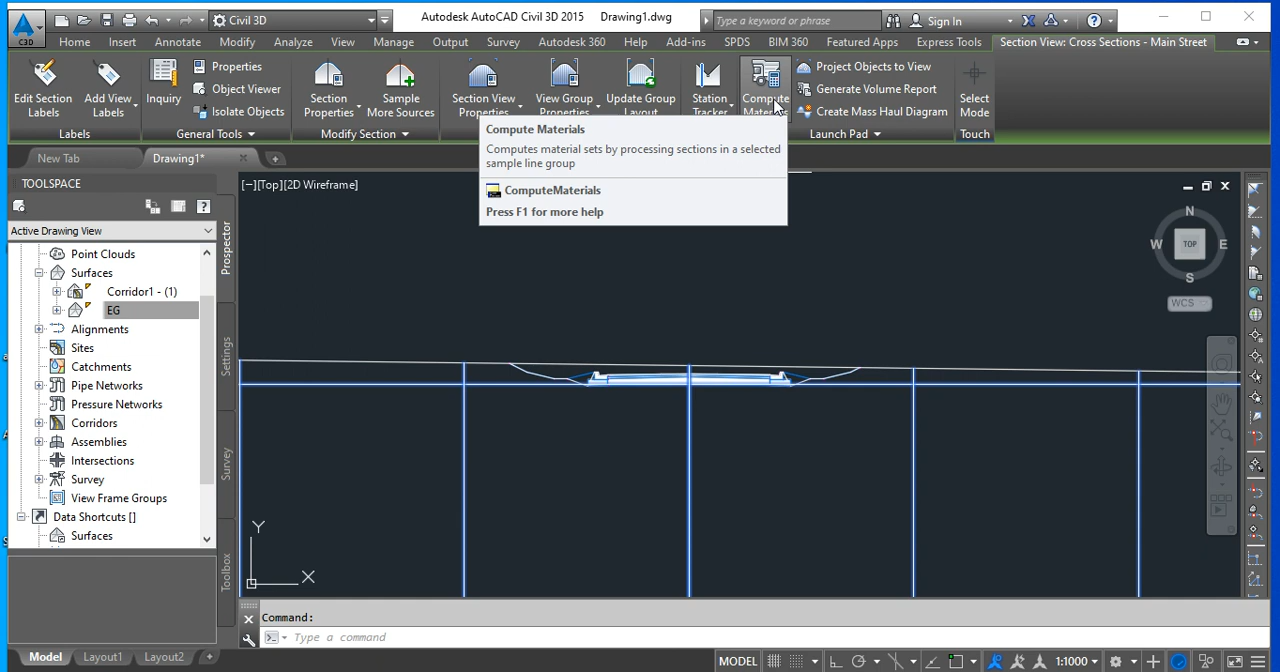 C3D
Civil 3D
Autodesk AutoCAD Civil 3D 2015 Drawing1.dwg
Type a keyword or phrase
Sign In
Home Insert Annotate Modify Analyze View Manage Output Survey Autodesk 360 Help Add-ins SPDS BIM 360 Featured Apps Express Tools Section View: Cross Sections - Main Street
Edit Section Labels
Add View Labels
Labels
Inquiry
Properties
Object Viewer
Isolate Objects
General Tools
Section Properties
Sample More Sources
Modify Section
Section View Properties
View Group Properties
Update Group Layout
Station Tracker
Compute Materials
Project Objects to View
Generate Volume Report
Create Mass Haul Diagram
Launch Pad
Select Mode
Touch
Compute Materials
Computes material sets by processing sections in a selected
sample line group
ComputeMaterials
Press F1 for more help
New Tab
Drawing1*
TOOLSPACE
Active Drawing View
Point Clouds
Surfaces
Corridor1 - (1)
EG
Alignments
Sites
Catchments
Pipe Networks
Pressure Networks
Corridors
Assemblies
Intersections
Survey
View Frame Groups
Data Shortcuts []
Surfaces
Prospector
Settings
Survey
Toolbox
[−][Top][2D Wireframe]
N
W
TOP
E
S
WCS
Y
X
Command:
Type a command
Model Layout1 Layout2
MODEL
1:1000